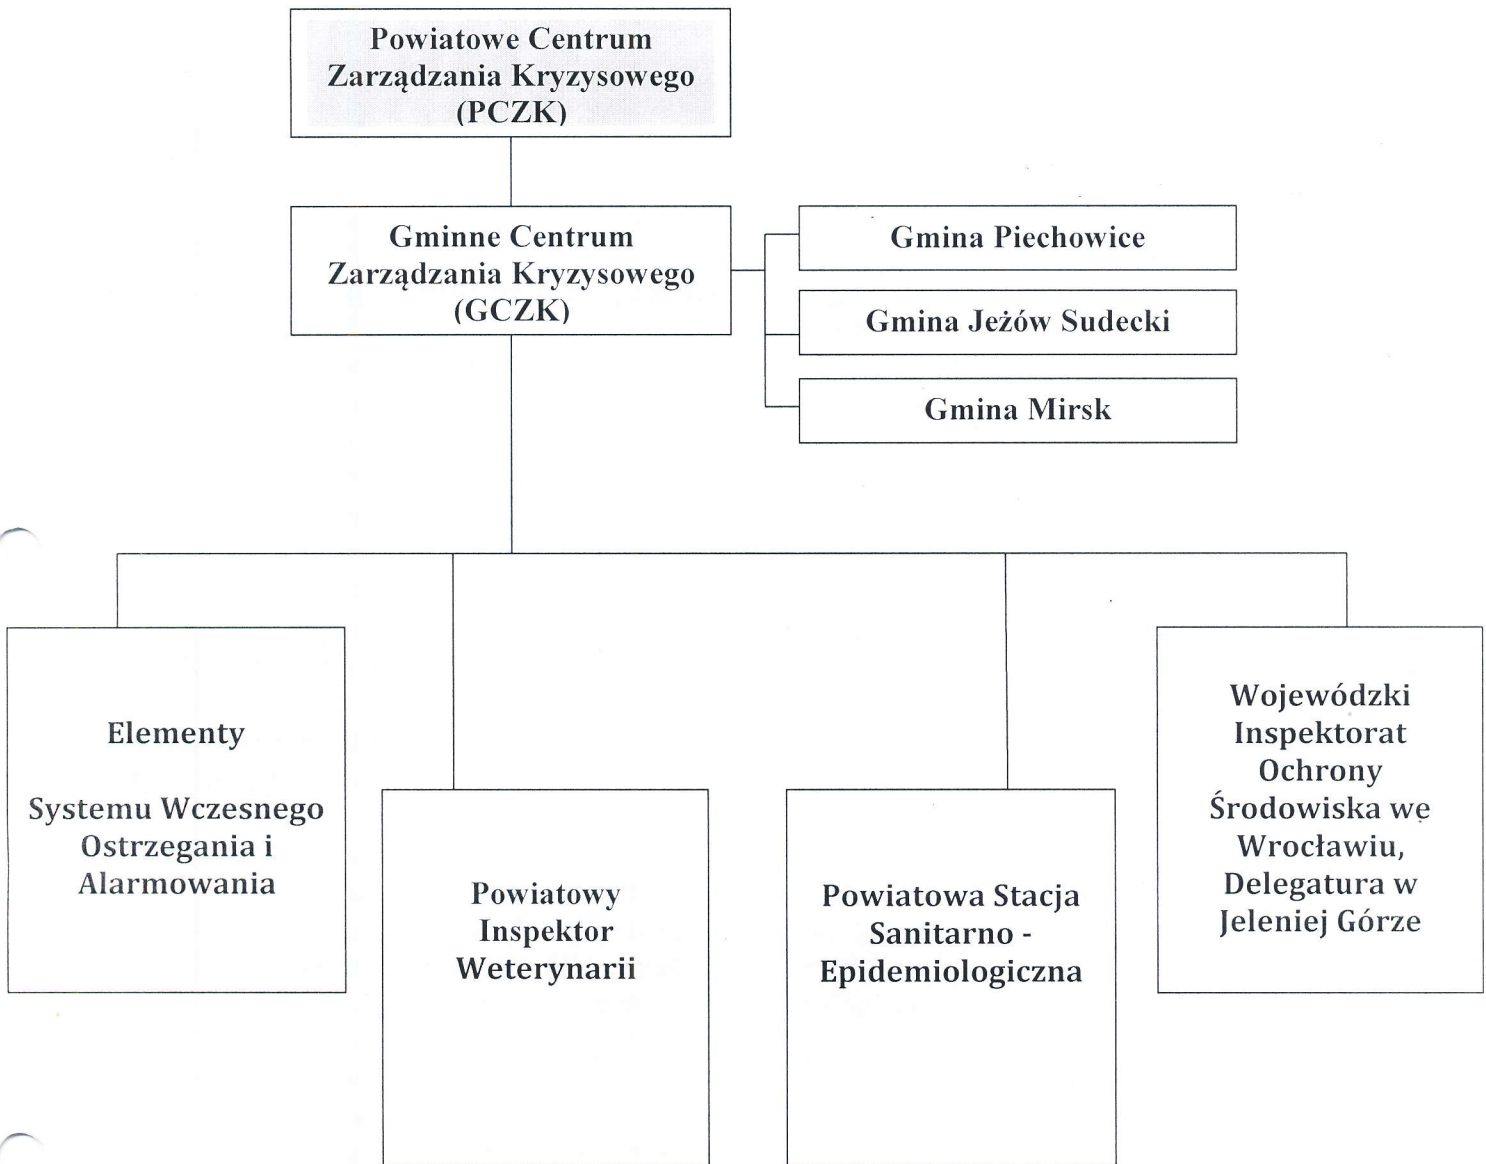 Powiatowe Centrum
Zarządzania Kryzysowego
(PCZK)
Gminne Centrum
Zarządzania Kryzysowego
(GCZK)
Gmina Piechowice
Gmina Jeżów Sudecki
Gmina Mirsk
Elementy
Systemu Wczesnego
Ostrzegania i
Alarmowania
Powiatowy
Inspektor
Weterynarii
Powiatowa Stacja
Sanitarno -
Epidemiologiczna
Wojewódzki
Inspektorat
Ochrony
Środowiska we
Wrocławiu,
Delegatura w
Jeleniej Górze